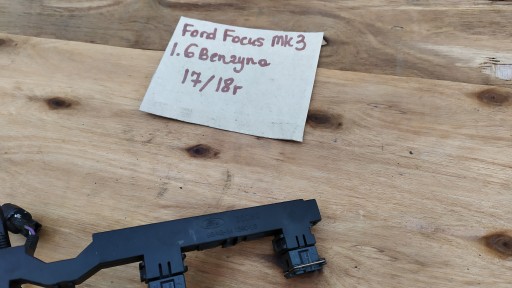 Ford Focus Mk3
1.6 Benzyna
17/18r